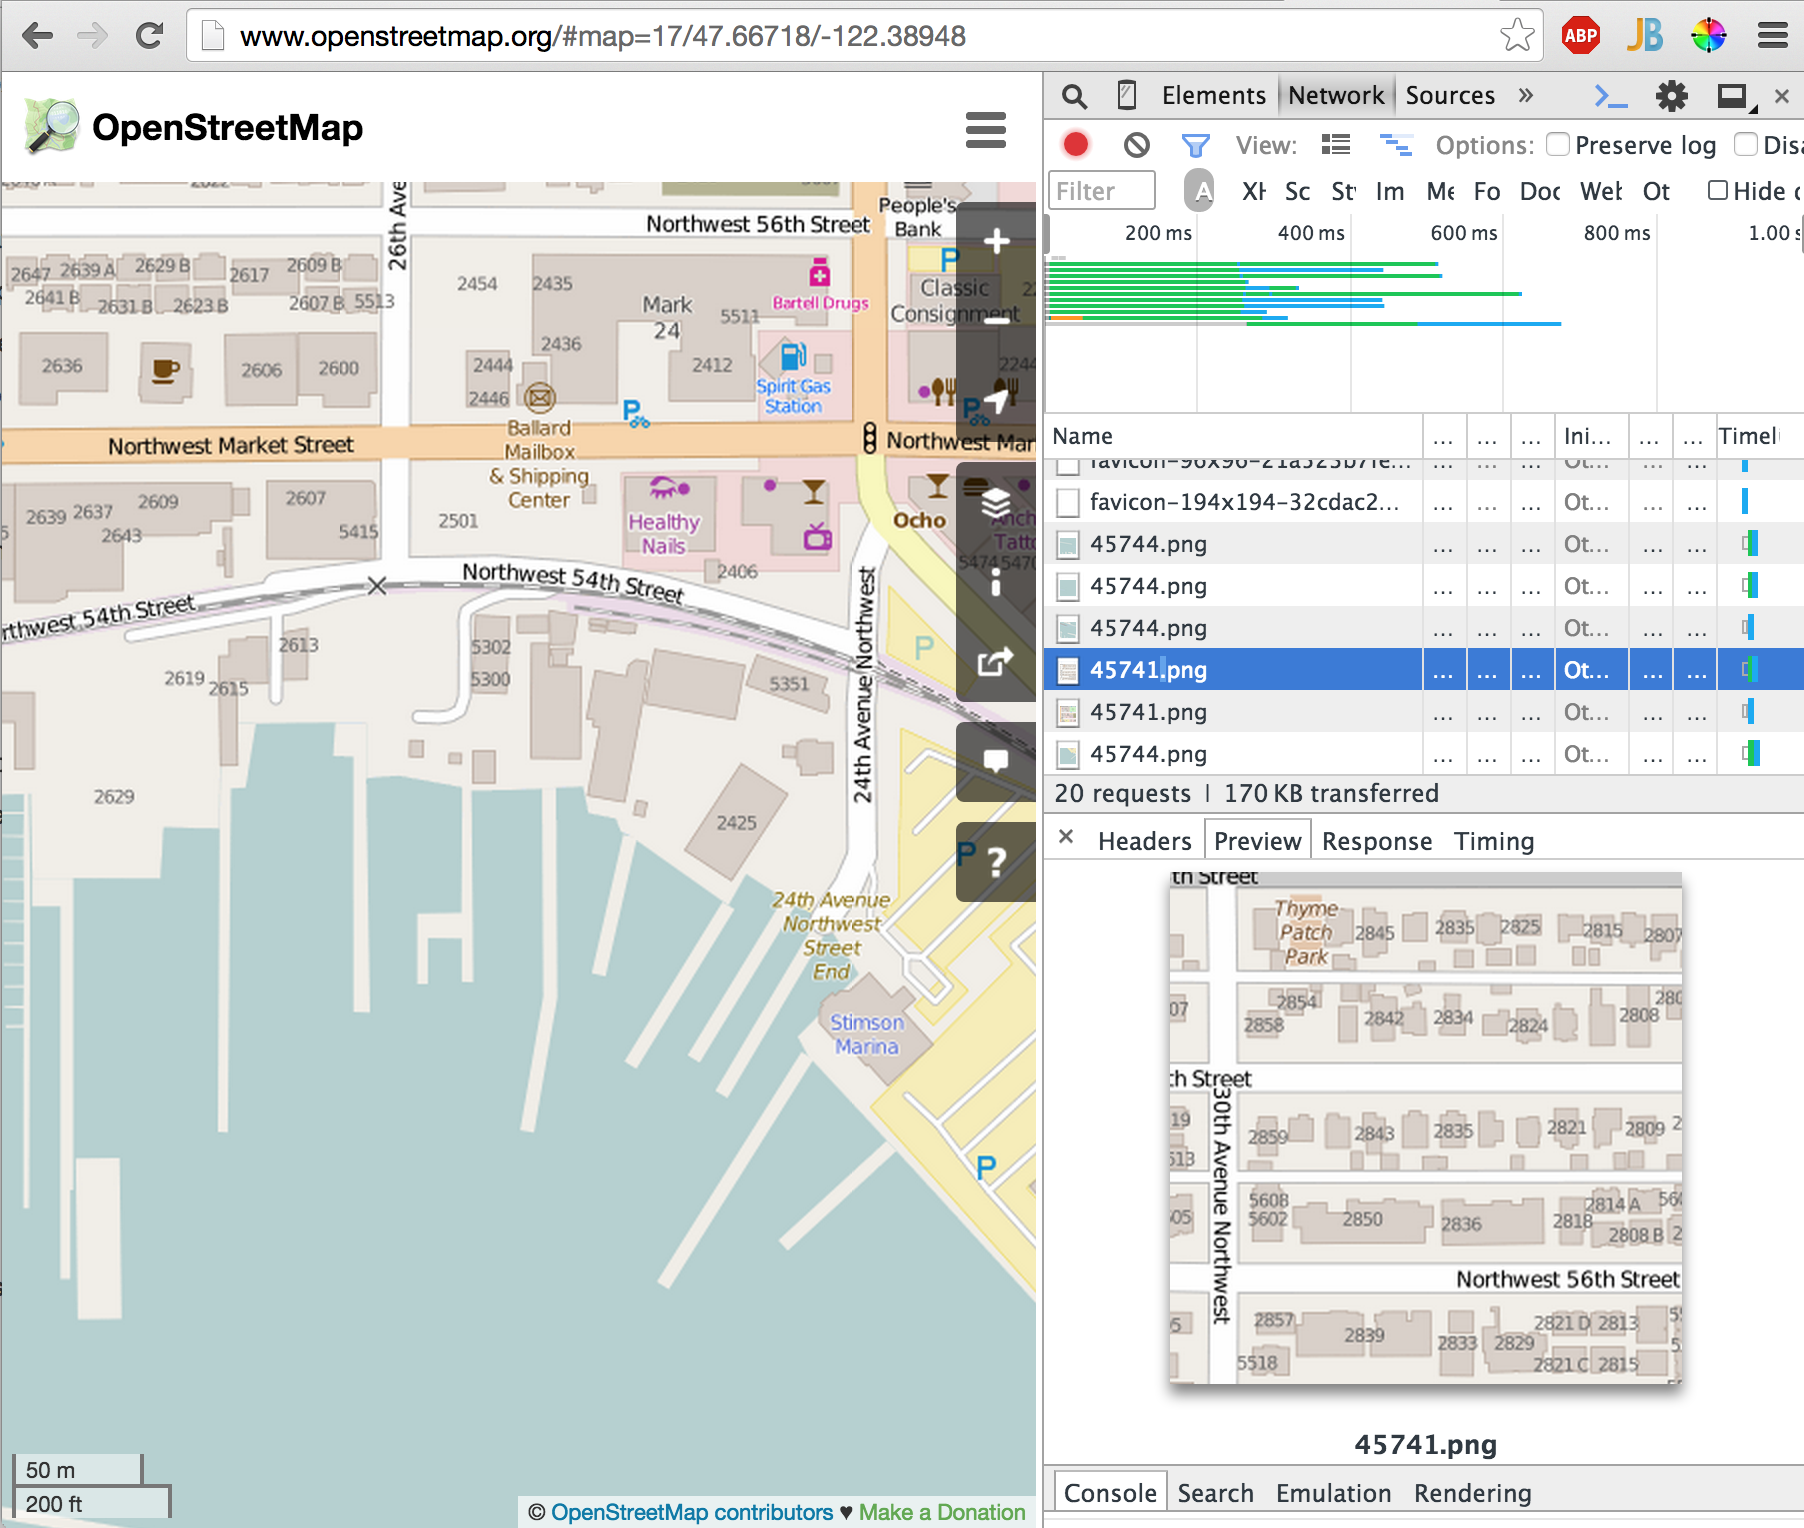 www.openstreetmap.org/#map=17/47.66718/-122.38948
ABP
JB
OpenStreetMap
Northwest 56th Street
26th Ave
People's
Bank
2647
2639 A
2629 B
2617
2609 B
2641 B
2631 B
2623 B
2607 B
5513
2454
2435
Mark
24
5511
Bartell Drugs
P
Classic
Consignment
2436
2636
2606
2600
2444
2446
2412
2244
Spirit Gas
Station
P
P
Northwest Market Street
Ballard
Mailbox
& Shipping
Center
Northwest Mar
2639
2637
2609
2643
2607
5415
2501
Healthy
Nails
Ocho
2406
5474
Northwest 54th Street
rthwest 54th Street
24th Avenue Northwest
P
2613
2619
2615
5302
5300
5351
2629
2425
P
?
24th Avenue
Northwest
Street
End
Stimson
Marina
P
50 m
200 ft
© OpenStreetMap contributors ♥ Make a Donation
Elements Network Sources »
View: Options: Preserve log Disa
Filter A XH Sc Sty Im Me Fo Doc Web Ot Hide
200 ms 400 ms 600 ms 800 ms 1.00 s
Name ... ... ... Ini... ... ... Timel
favicon-96x96-21a323b7fe... ... ... ... Ot... ... ...
favicon-194x194-32cdac2... ... ... ... Ot... ... ...
45744.png ... ... ... Ot... ... ...
45744.png ... ... ... Ot... ... ...
45744.png ... ... ... Ot... ... ...
45741.png ... ... ... Ot... ... ...
45741.png ... ... ... Ot... ... ...
45744.png ... ... ... Ot... ... ...
20 requests | 170 KB transferred
× Headers Preview Response Timing
th Street
Thyme
Patch
Park
2845
2835
2825
2815
2807
07
2858
2854
2842
2834
2824
2808
280
th Street
30th Avenue Northwest
19
513
2859
2843
2835
2821
2809
2
505
5608
5602
2850
2836
2818
2814 A
560
2808 B
2
Northwest 56th Street
2857
2839
2833
2829
2821 D
2813
5518
2821 C
2815
45741.png
Console Search Emulation Rendering